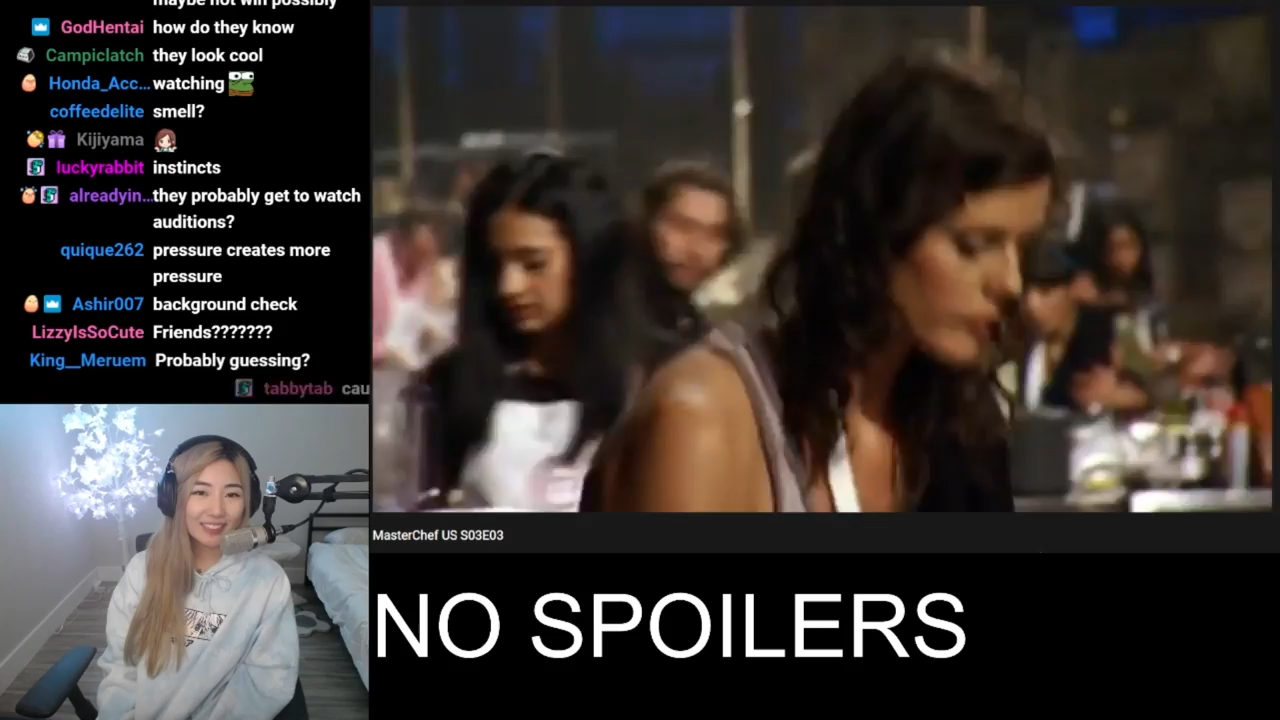 maybe not win possibly
GodHentai how do they know
Campiclatch they look cool
Honda_Acc... watching
coffeedelite smell?
Kijiyama
luckyrabbit instincts
alreadyin... they probably get to watch
auditions?
quique262 pressure creates more
pressure
Ashir007 background check
LizzyIsSoCute Friends???????
King__Meruem Probably guessing?
tabbytab cau
MasterChef US S03E03
NO SPOILERS